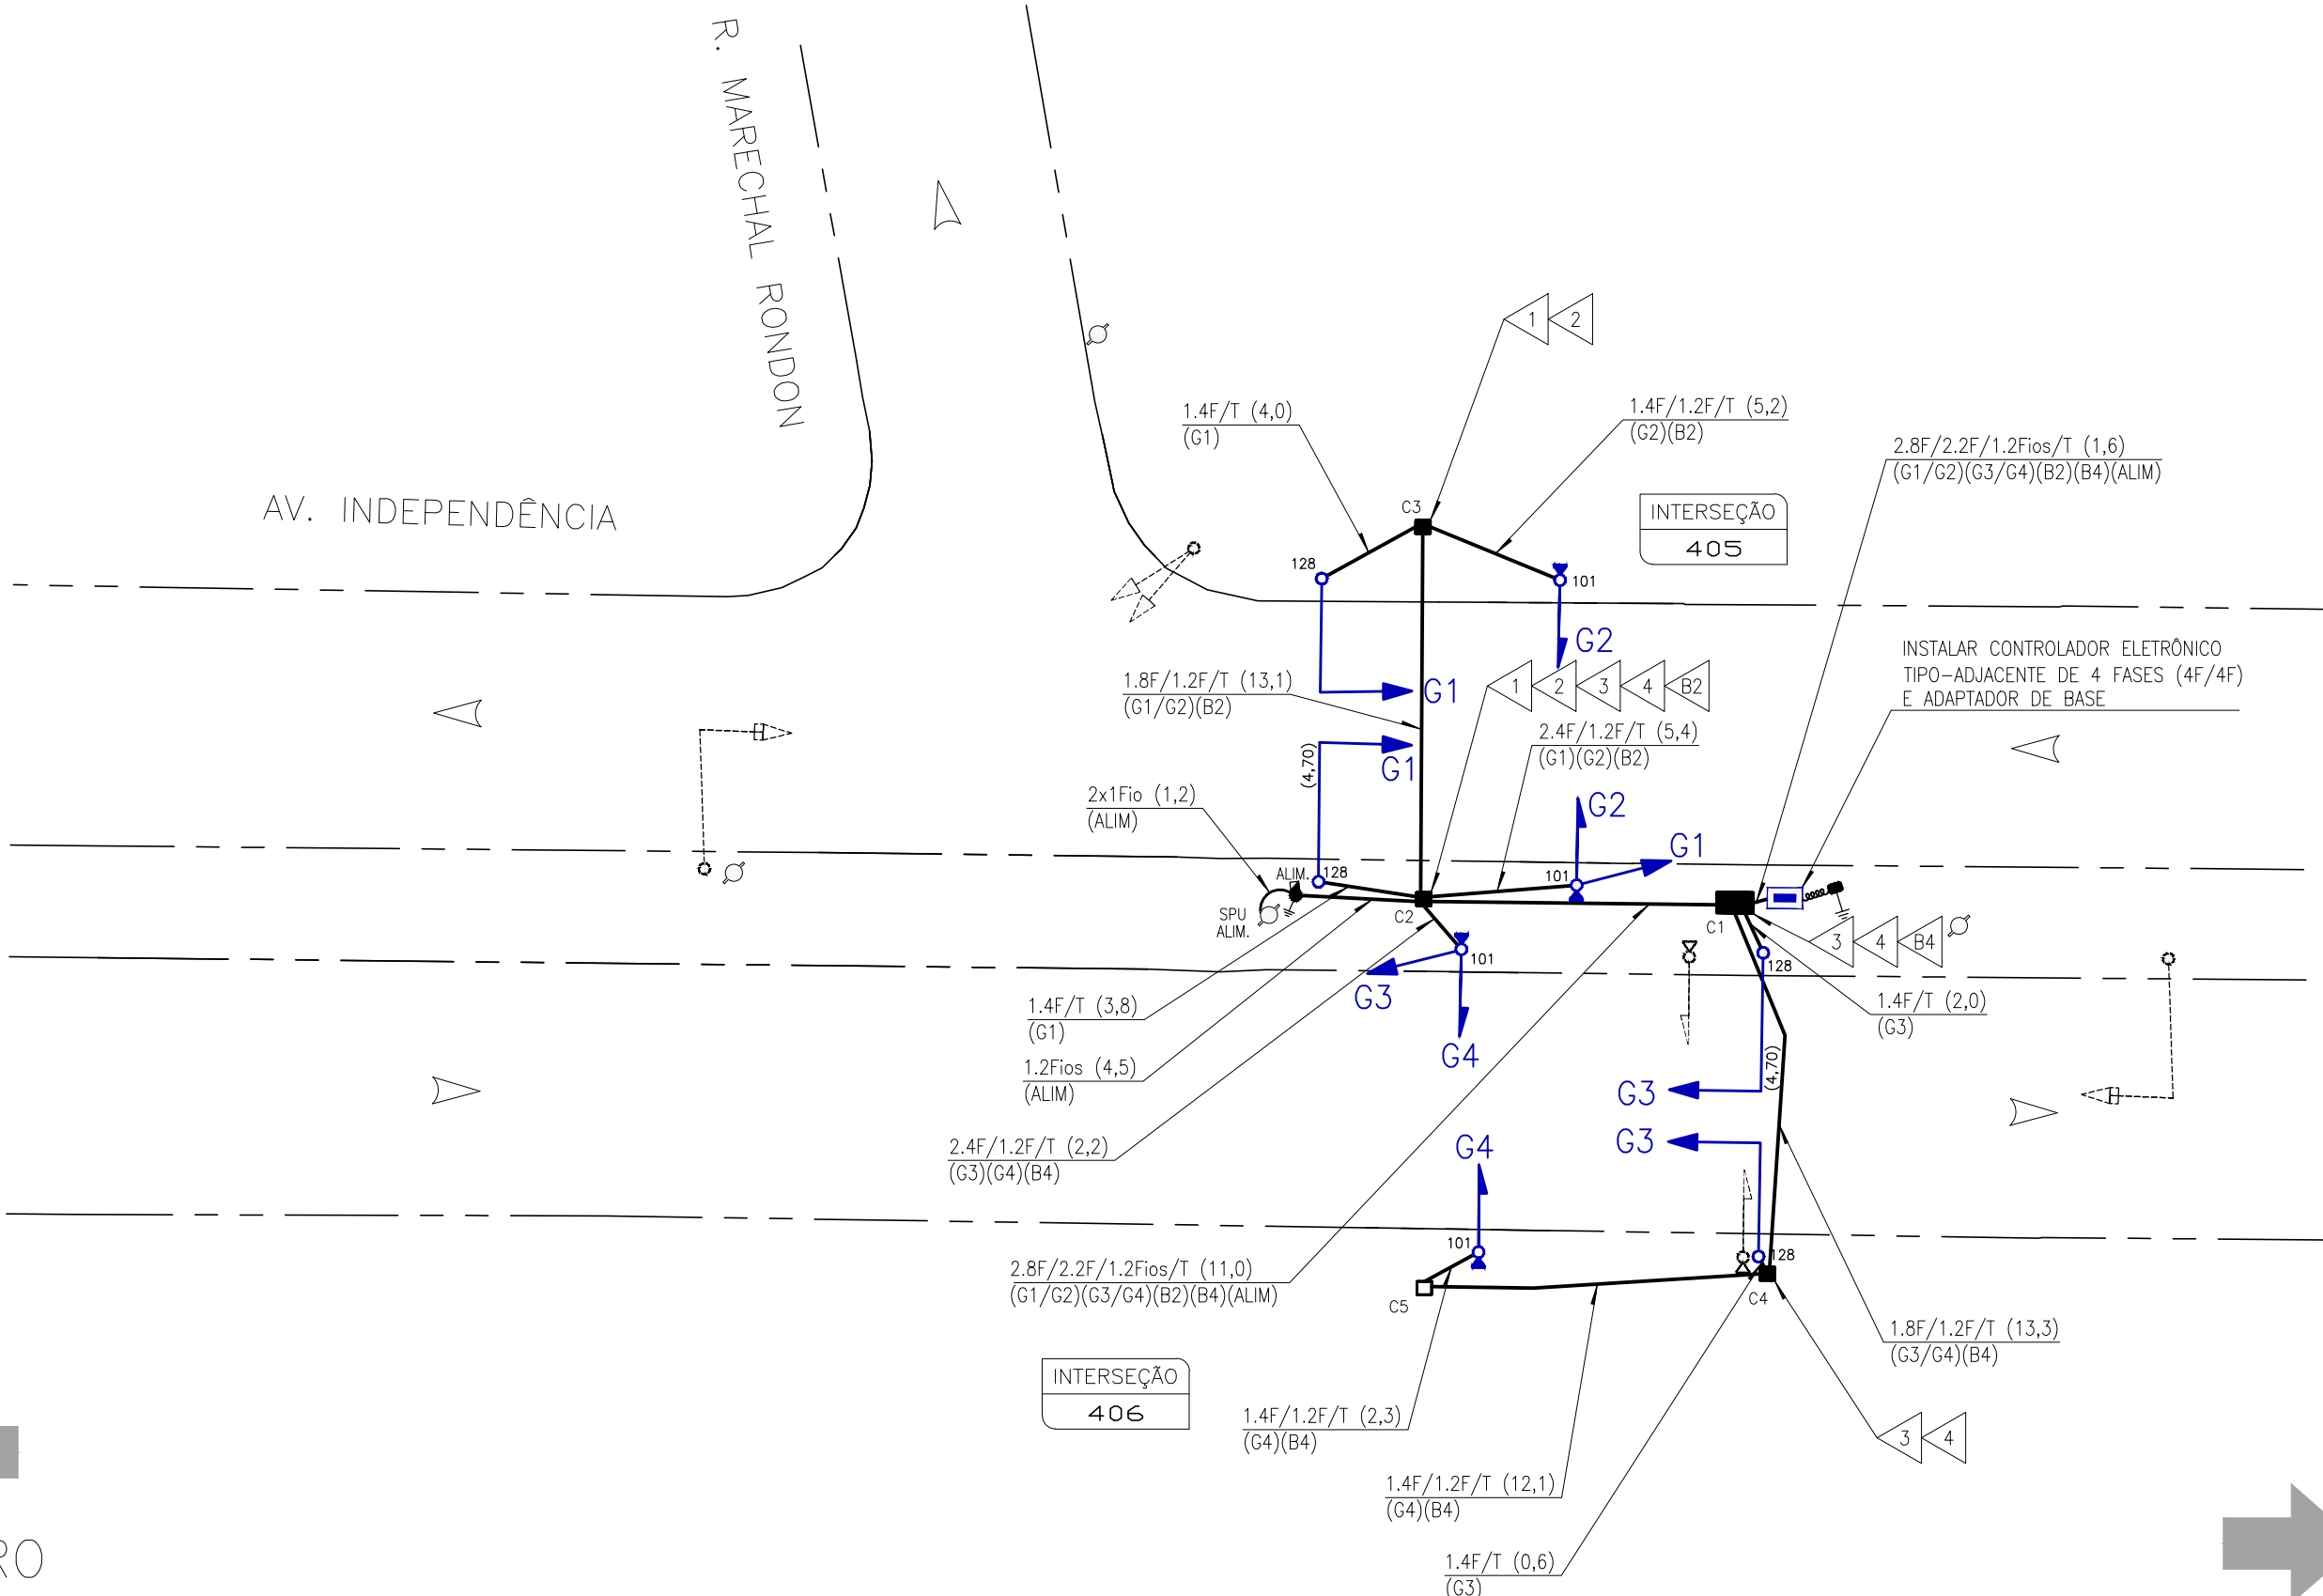 R. MARECHAL RONDON
AV. INDEPENDÊNCIA
1
2
1.4F/T (4,0)
(G1)
1.4F/1.2F/T (5,2)
(G2)(B2)
2.8F/2.2F/1.2Fios/T (1,6)
(G1/G2)(G3/G4)(B2)(B4)(ALIM)
C3
INTERSEÇÃO
405
128
101
G2
INSTALAR CONTROLADOR ELETRÔNICO
TIPO-ADJACENTE DE 4 FASES (4F/4F)
E ADAPTADOR DE BASE
1.8F/1.2F/T (13,1)
(G1/G2)(B2)
G1
1
2
3
4
B2
2.4F/1.2F/T (5,4)
(G1)(G2)(B2)
(4,70)
G1
2x1Fio (1,2)
(ALIM)
G2
G1
ALIM.
128
101
SPU
ALIM.
C2
C1
3
4
B4
101
128
G3
1.4F/T (3,8)
(G1)
1.4F/T (2,0)
(G3)
G4
1.2Fios (4,5)
(ALIM)
(4,70)
G3
2.4F/1.2F/T (2,2)
(G3)(G4)(B4)
G4
G3
101
128
2.8F/2.2F/1.2Fios/T (11,0)
(G1/G2)(G3/G4)(B2)(B4)(ALIM)
C5
C4
1.8F/1.2F/T (13,3)
(G3/G4)(B4)
INTERSEÇÃO
406
1.4F/1.2F/T (2,3)
(G4)(B4)
3
4
1.4F/1.2F/T (12,1)
(G4)(B4)
1.4F/T (0,6)
(G3)
RO